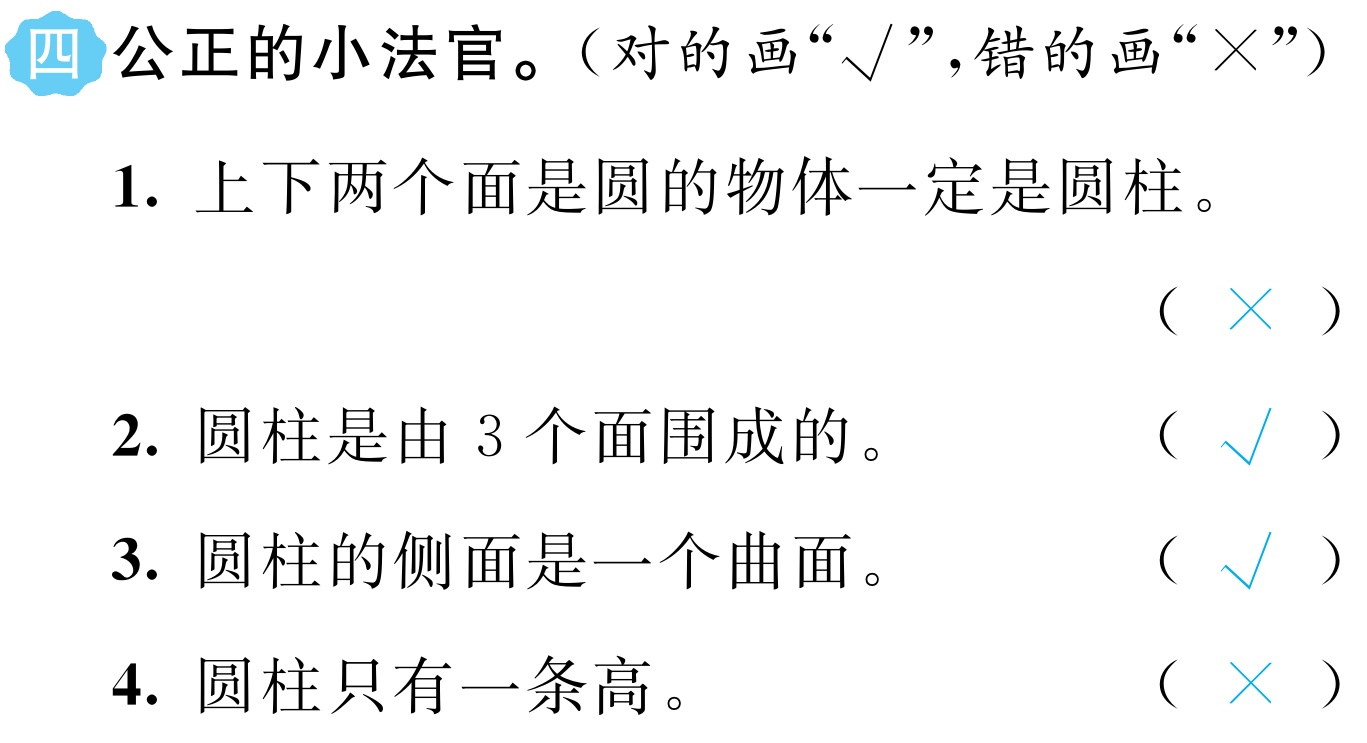 四 公正的小法官。(对的画“√”,错的画“×”)
1. 上下两个面是圆的物体一定是圆柱。
( × )
2. 圆柱是由 3 个面围成的。 ( √ )
3. 圆柱的侧面是一个曲面。 ( √ )
4. 圆柱只有一条高。 ( × )